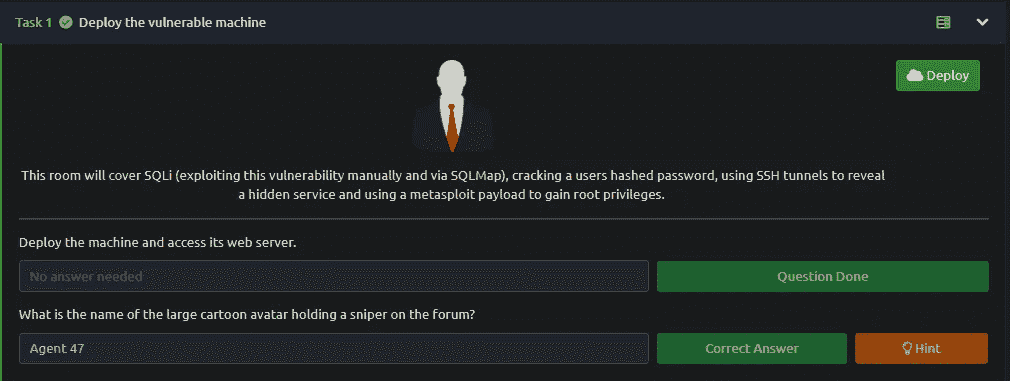 Task 1 Deploy the vulnerable machine
Deploy
This room will cover SQLi (exploiting this vulnerability manually and via SQLMap), cracking a users hashed password, using SSH tunnels to reveal
a hidden service and using a metasploit payload to gain root privileges.
Deploy the machine and access its web server.
No answer needed
Question Done
What is the name of the large cartoon avatar holding a sniper on the forum?
Agent 47
Correct Answer
Hint